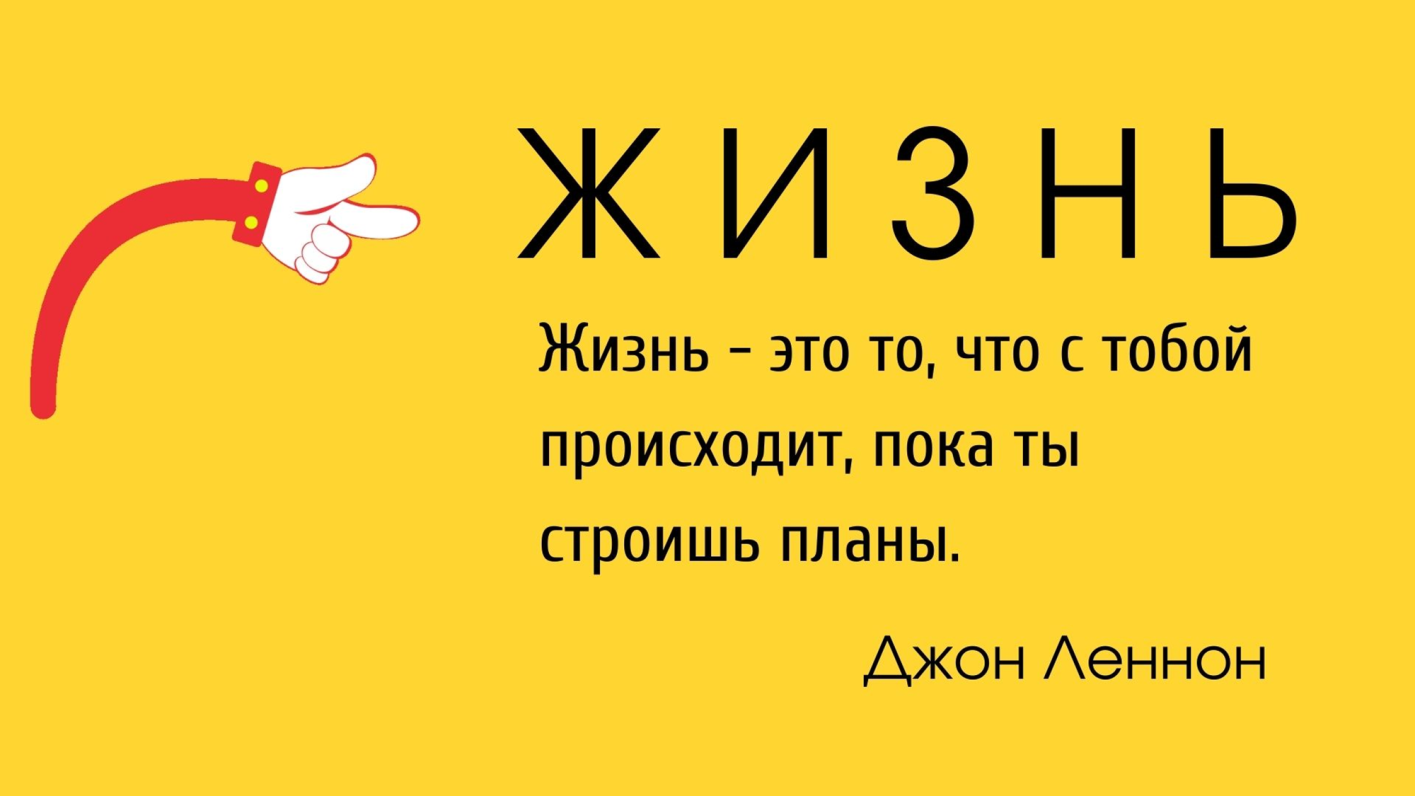 ЖИЗНЬ
Жизнь - это то, что с тобой
происходит, пока ты
строишь планы.
Джон Леннон